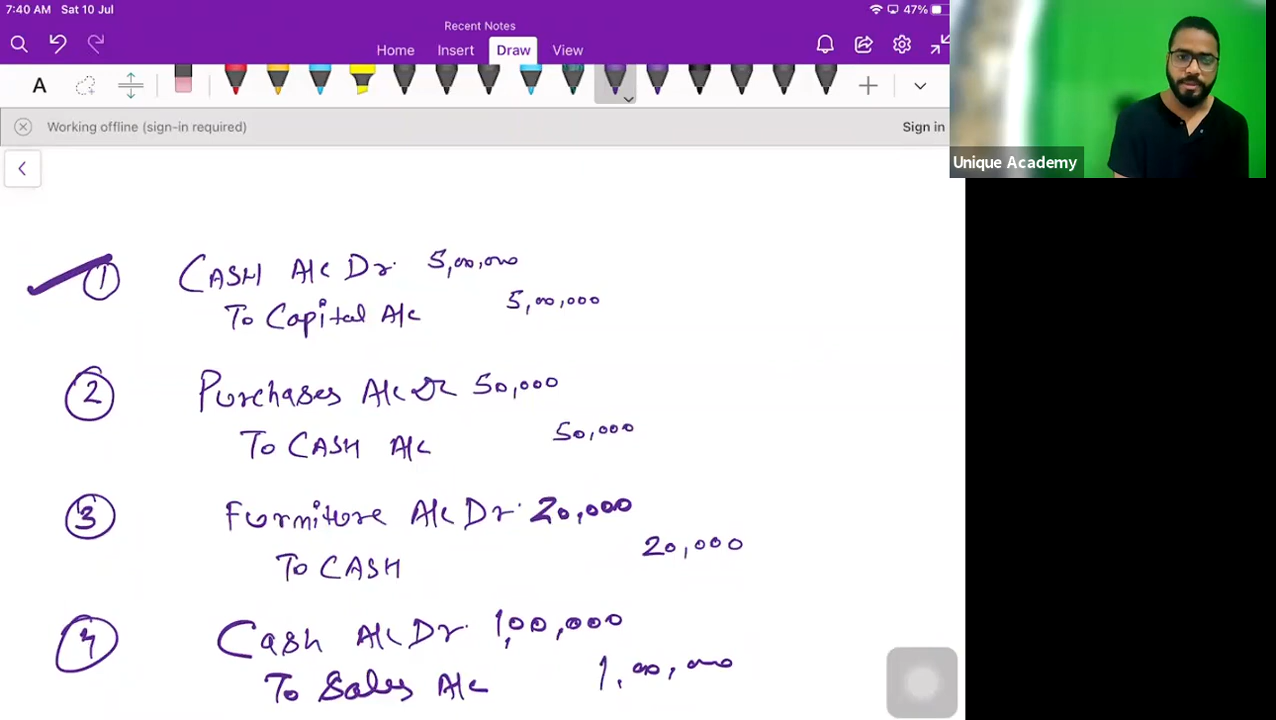 7:40 AM Sat 10 Jul
47%
Recent Notes
Home Insert Draw View
A
Working offline (sign-in required)
Sign in
Unique Academy
1 CASH A/c Dr. 5,00,000
To Capital A/c 5,00,000
2 Purchases A/c Dr 50,000
To CASH A/c 50,000
3 Furniture A/c Dr. 20,000
To CASH 20,000
4 Cash A/c Dr. 1,00,000
To Sales A/c 1,00,000